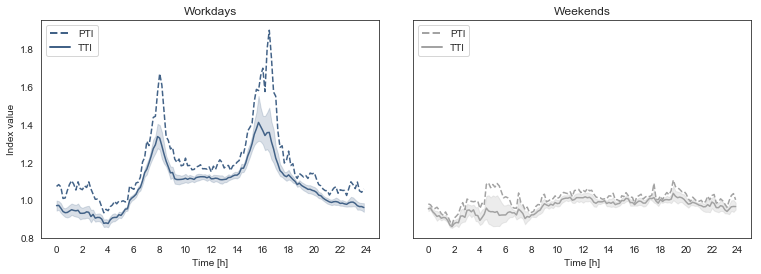 Workdays
PTI
TTI
Index value
1.8
1.6
1.4
1.2
1.0
0.8
0 2 4 6 8 10 12 14 16 18 20 22 24
Time [h]
Weekends
PTI
TTI
0 2 4 6 8 10 12 14 16 18 20 22 24
Time [h]